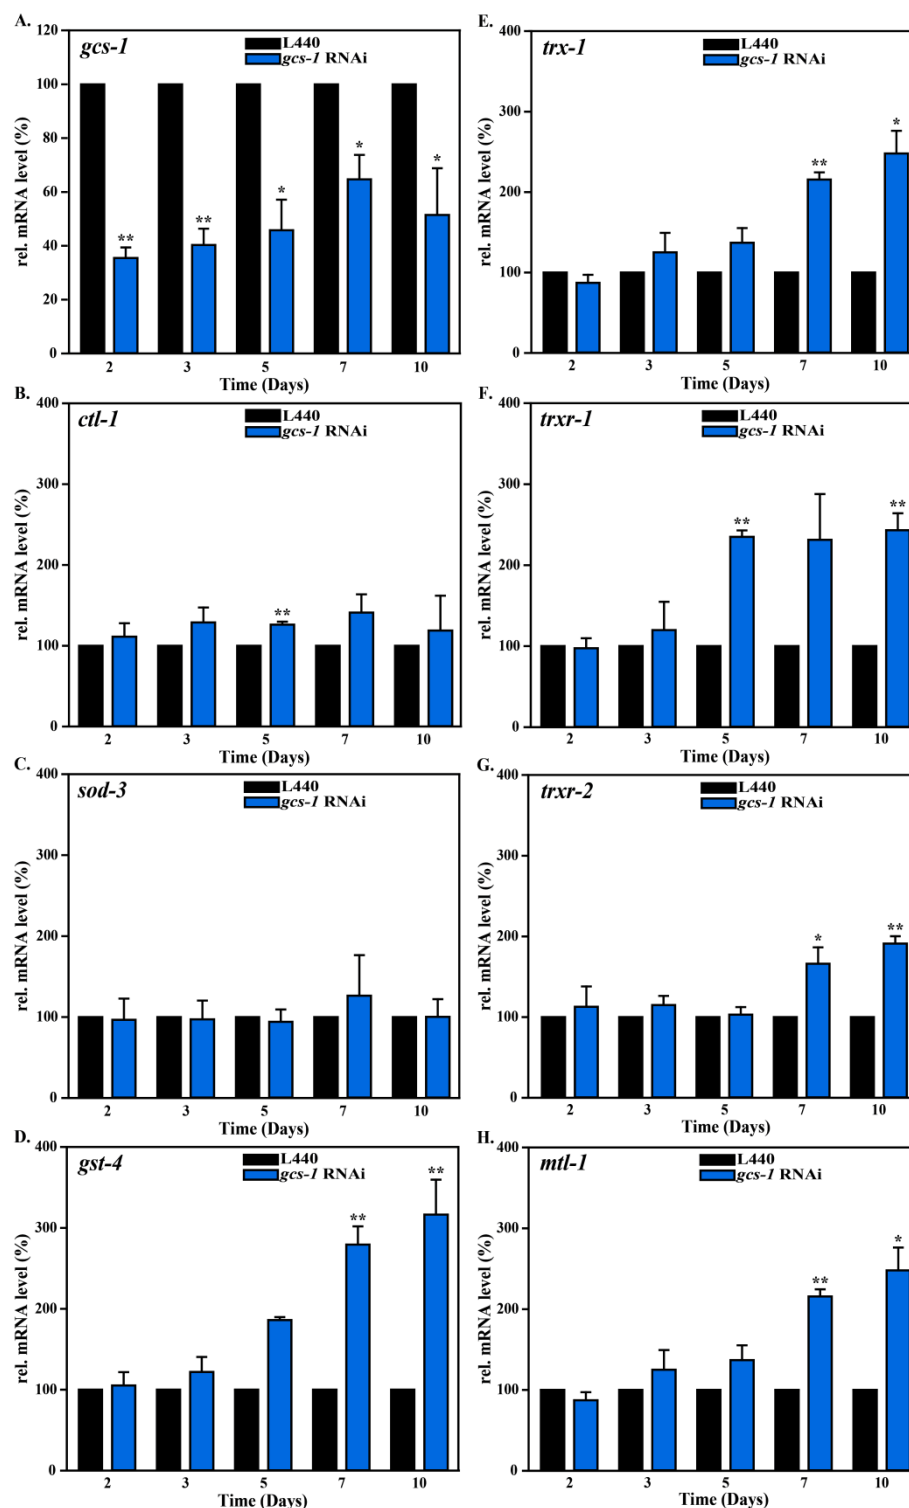 A.
gcs-1
L440
gcs-1 RNAi
rel. mRNA level (%)
120
100
80
60
40
20
0
** ** * * *
2 3 5 7 10
Time (Days)
B.
ctl-1
L440
gcs-1 RNAi
rel. mRNA level (%)
400
300
200
100
0
**
2 3 5 7 10
Time (Days)
C.
sod-3
L440
gcs-1 RNAi
rel. mRNA level (%)
400
300
200
100
0
2 3 5 7 10
Time (Days)
D.
gst-4
L440
gcs-1 RNAi
rel. mRNA level (%)
400
300
200
100
0
** **
2 3 5 7 10
Time (Days)
E.
trx-1
L440
gcs-1 RNAi
rel. mRNA level (%)
400
300
200
100
0
** *
2 3 5 7 10
Time (Days)
F.
trxr-1
L440
gcs-1 RNAi
rel. mRNA level (%)
400
300
200
100
0
** **
2 3 5 7 10
Time (Days)
G.
trxr-2
L440
gcs-1 RNAi
rel. mRNA level (%)
400
300
200
100
0
* **
2 3 5 7 10
Time (Days)
H.
mtl-1
L440
gcs-1 RNAi
rel. mRNA level (%)
400
300
200
100
0
** *
2 3 5 7 10
Time (Days)